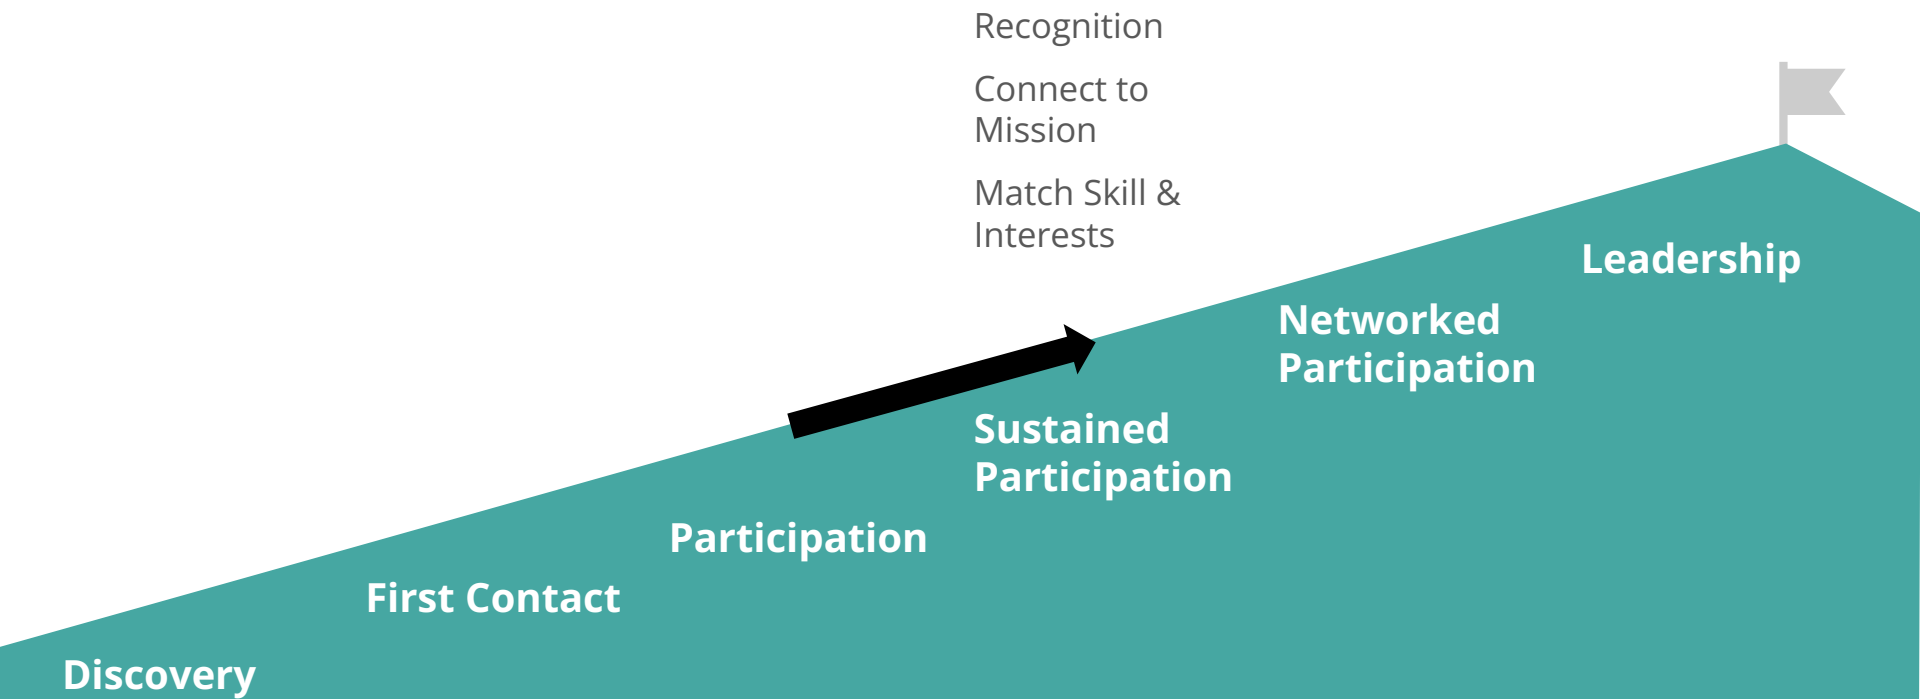 Recognition
Connect to
Mission
Match Skill &
Interests
Leadership
Networked
Participation
Sustained
Participation
Participation
First Contact
Discovery